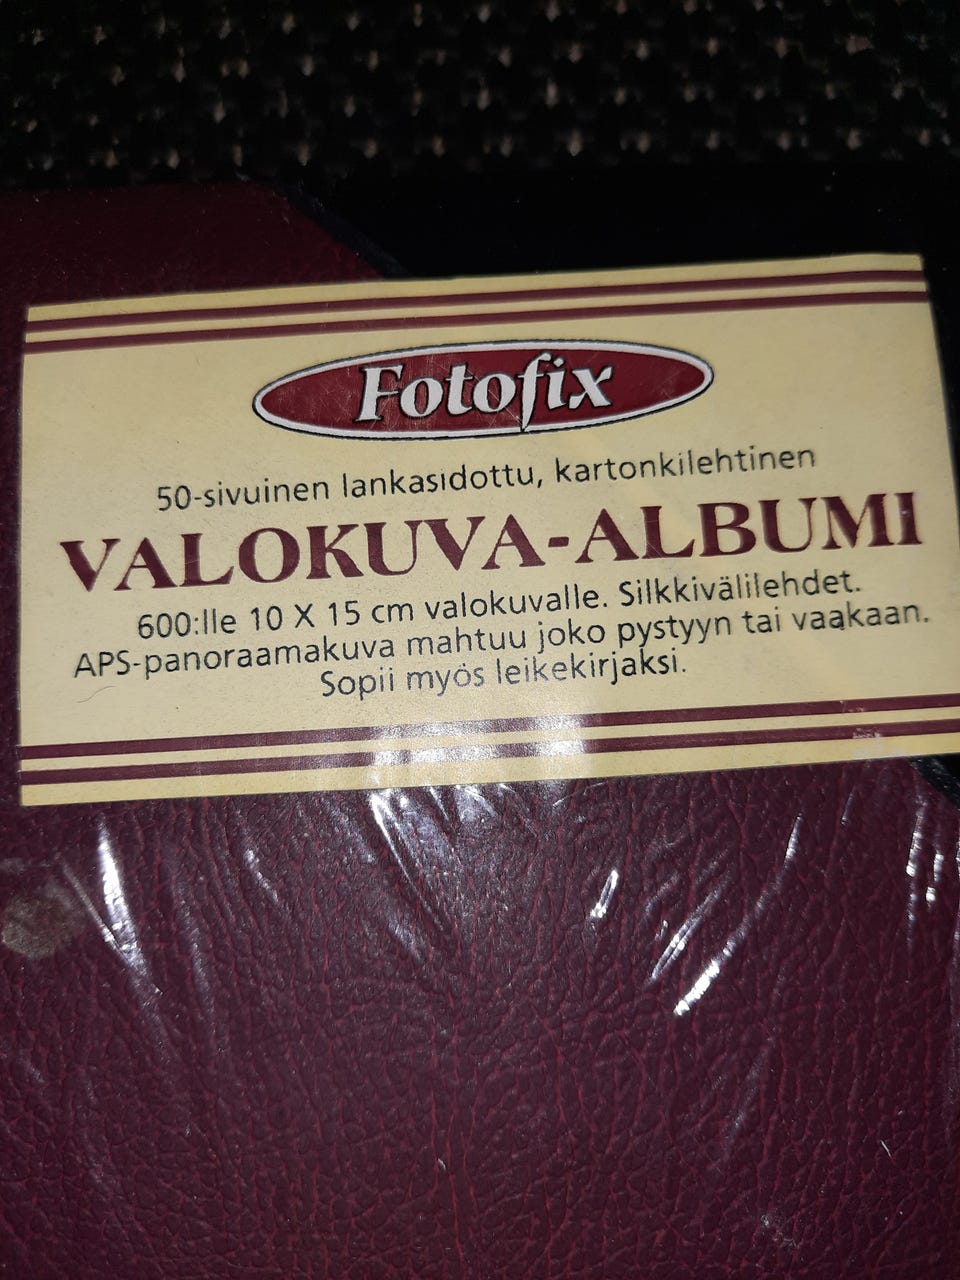 Fotofix
50-sivuinen lankasidottu, kartonkilehtinen
VALOKUVA-ALBUMI
600:lle 10 X 15 cm valokuvalle. Silkkivälilehdet.
APS-panoraamakuva mahtuu joko pystyyn tai vaakaan.
Sopii myös leikekirjaksi.